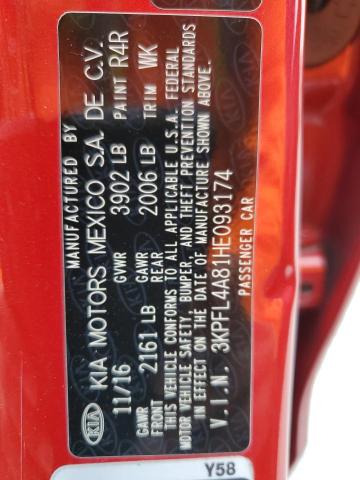 MANUFACTURED BY
KIA KIA MOTORS MEXICO S.A. DE C.V.
11/16 GVWR 3902 LB PAINT R4R
GAWR FRONT 2161 LB GAWR REAR 2006 LB TRIM WK
THIS VEHICLE CONFORMS TO ALL APPLICABLE U.S.A. FEDERAL
MOTOR VEHICLE SAFETY, BUMPER, AND THEFT PREVENTION STANDARDS
IN EFFECT ON THE DATE OF MANUFACTURE SHOWN ABOVE.
V.I.N. 3KPFL4A81HE093174
PASSENGER CAR
Y58